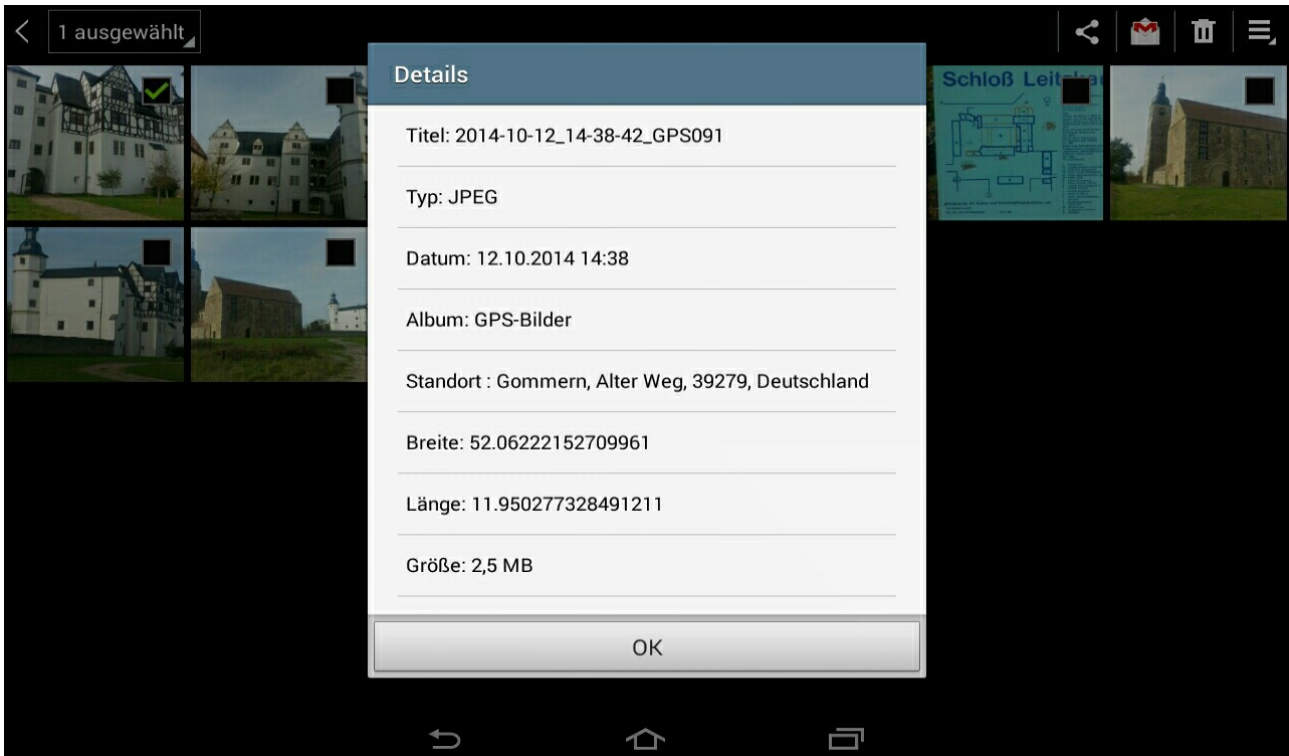 1 ausgewählt
Details
Schloß Leitzkau
Titel: 2014-10-12_14-38-42_GPS091
Typ: JPEG
Datum: 12.10.2014 14:38
Album: GPS-Bilder
Standort : Gommern, Alter Weg, 39279, Deutschland
Breite: 52.06222152709961
Länge: 11.950277328491211
Größe: 2,5 MB
OK